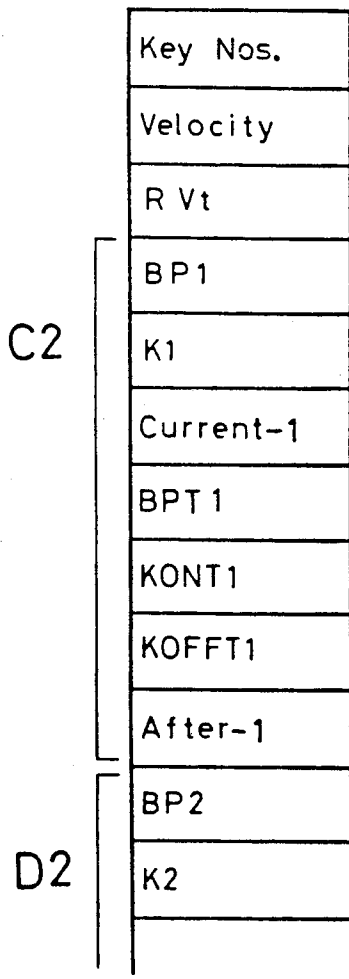 Key Nos.
Velocity
R Vt
BP1
C2
K1
Current-1
BPT1
KONT1
KOFFT1
After-1
BP2
D2
K2